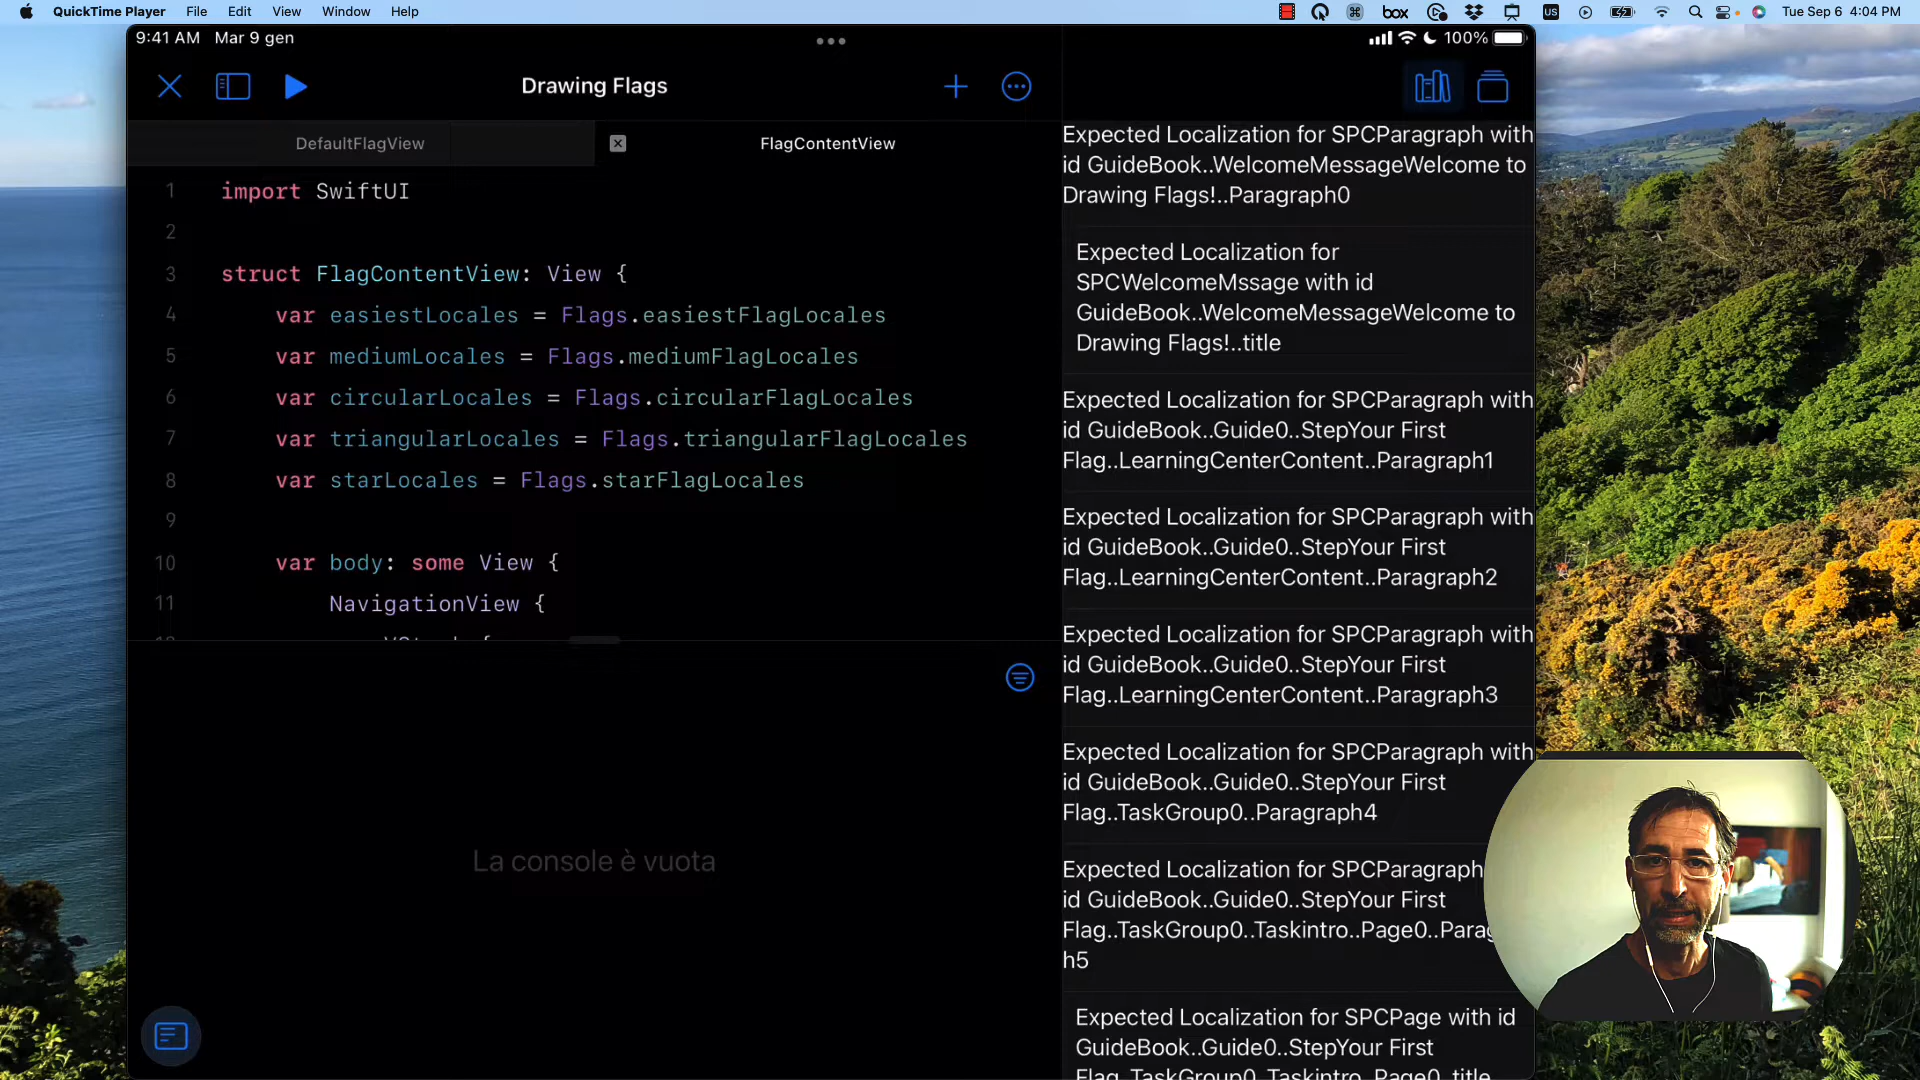 QuickTime Player File Edit View Window Help
box US Tue Sep 6 4:04 PM
9:41 AM Mar 9 gen
100%
Drawing Flags
DefaultFlagView
FlagContentView
1 import SwiftUI
2
3 struct FlagContentView: View {
4 var easiestLocales = Flags.easiestFlagLocales
5 var mediumLocales = Flags.mediumFlagLocales
6 var circularLocales = Flags.circularFlagLocales
7 var triangularLocales = Flags.triangularFlagLocales
8 var starLocales = Flags.starFlagLocales
9
10 var body: some View {
11 NavigationView {
La console è vuota
Expected Localization for SPCParagraph with
id GuideBook..WelcomeMessageWelcome to
Drawing Flags!..Paragraph0
Expected Localization for
SPCWelcomeMssage with id
GuideBook..WelcomeMessageWelcome to
Drawing Flags!..title
Expected Localization for SPCParagraph with
id GuideBook..Guide0..StepYour First
Flag..LearningCenterContent..Paragraph1
Expected Localization for SPCParagraph with
id GuideBook..Guide0..StepYour First
Flag..LearningCenterContent..Paragraph2
Expected Localization for SPCParagraph with
id GuideBook..Guide0..StepYour First
Flag..LearningCenterContent..Paragraph3
Expected Localization for SPCParagraph with
id GuideBook..Guide0..StepYour First
Flag..TaskGroup0..Paragraph4
Expected Localization for SPCParagraph
id GuideBook..Guide0..StepYour First
Flag..TaskGroup0..Taskintro..Page0..Parag
h5
Expected Localization for SPCPage with id
GuideBook..Guide0..StepYour First
Flag..TaskGroup0..Taskintro..Page0..title